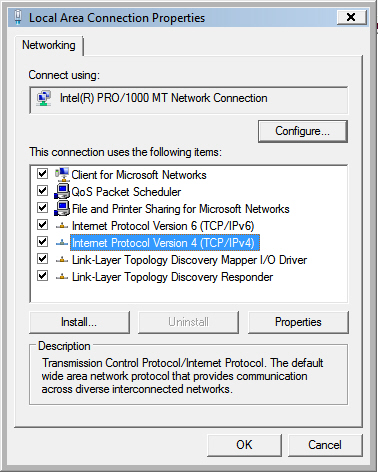 Local Area Connection Properties
Networking
Connect using:
Intel(R) PRO/1000 MT Network Connection
Configure...
This connection uses the following items:
Client for Microsoft Networks
QoS Packet Scheduler
File and Printer Sharing for Microsoft Networks
Internet Protocol Version 6 (TCP/IPv6)
Internet Protocol Version 4 (TCP/IPv4)
Link-Layer Topology Discovery Mapper I/O Driver
Link-Layer Topology Discovery Responder
Install... Uninstall Properties
Description
Transmission Control Protocol/Internet Protocol. The default
wide area network protocol that provides communication
across diverse interconnected networks.
OK Cancel